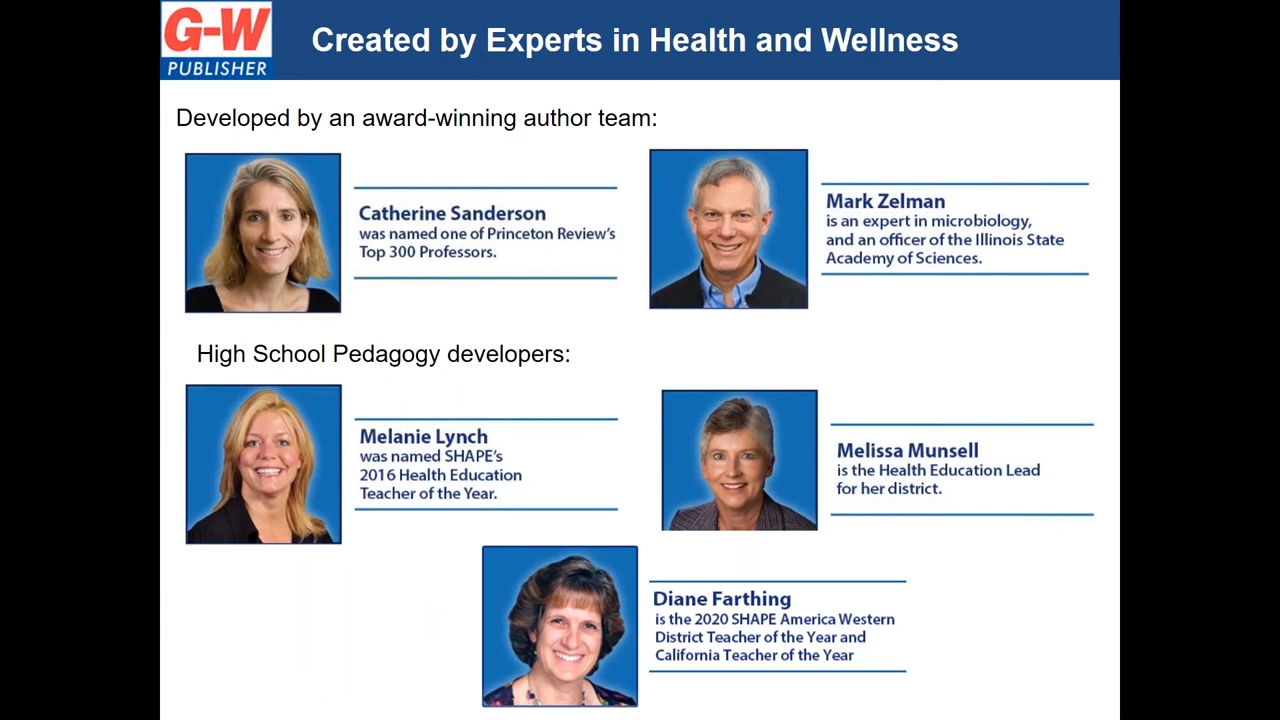 G-W
PUBLISHER
Created by Experts in Health and Wellness
Developed by an award-winning author team:
Catherine Sanderson
was named one of Princeton Review's
Top 300 Professors.
Mark Zelman
is an expert in microbiology,
and an officer of the Illinois State
Academy of Sciences.
High School Pedagogy developers:
Melanie Lynch
was named SHAPE's
2016 Health Education
Teacher of the Year.
Melissa Munsell
is the Health Education Lead
for her district.
Diane Farthing
is the 2020 SHAPE America Western
District Teacher of the Year and
California Teacher of the Year